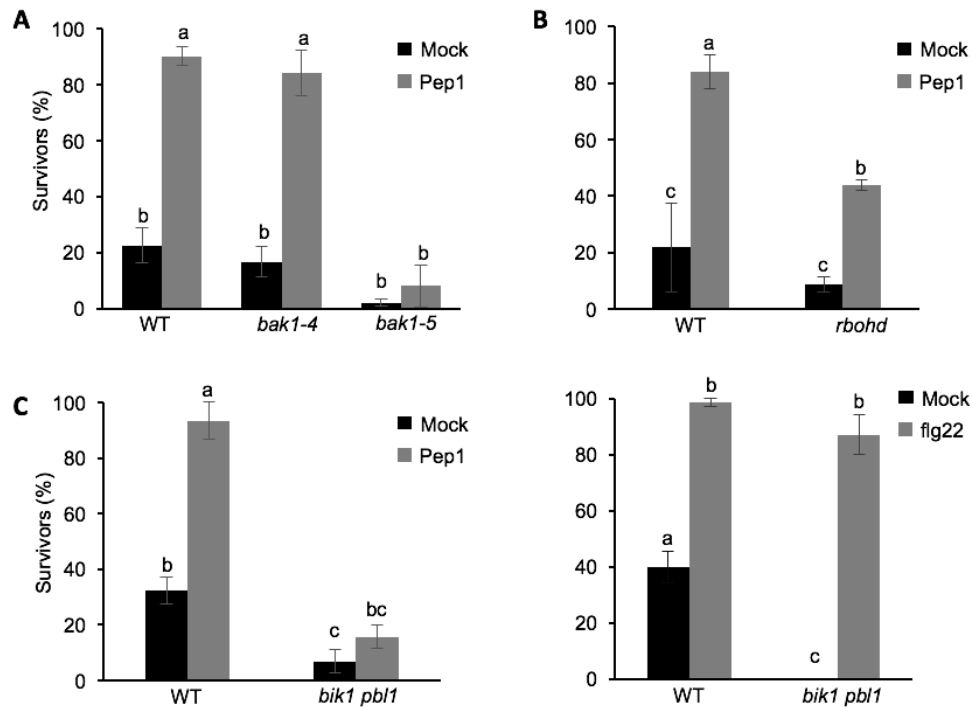 A
Survivors (%)
100
80
60
40
20
0
a
a
b
b
b
b
Mock
Pep1
WT
bak1-4
bak1-5
B
100
80
60
40
20
0
a
b
c
c
Mock
Pep1
WT
rbohd
C
Survivors (%)
100
80
60
40
20
0
a
b
c
bc
Mock
Pep1
WT
bik1 pbl1
100
80
60
40
20
0
b
b
a
c
Mock
flg22
WT
bik1 pbl1